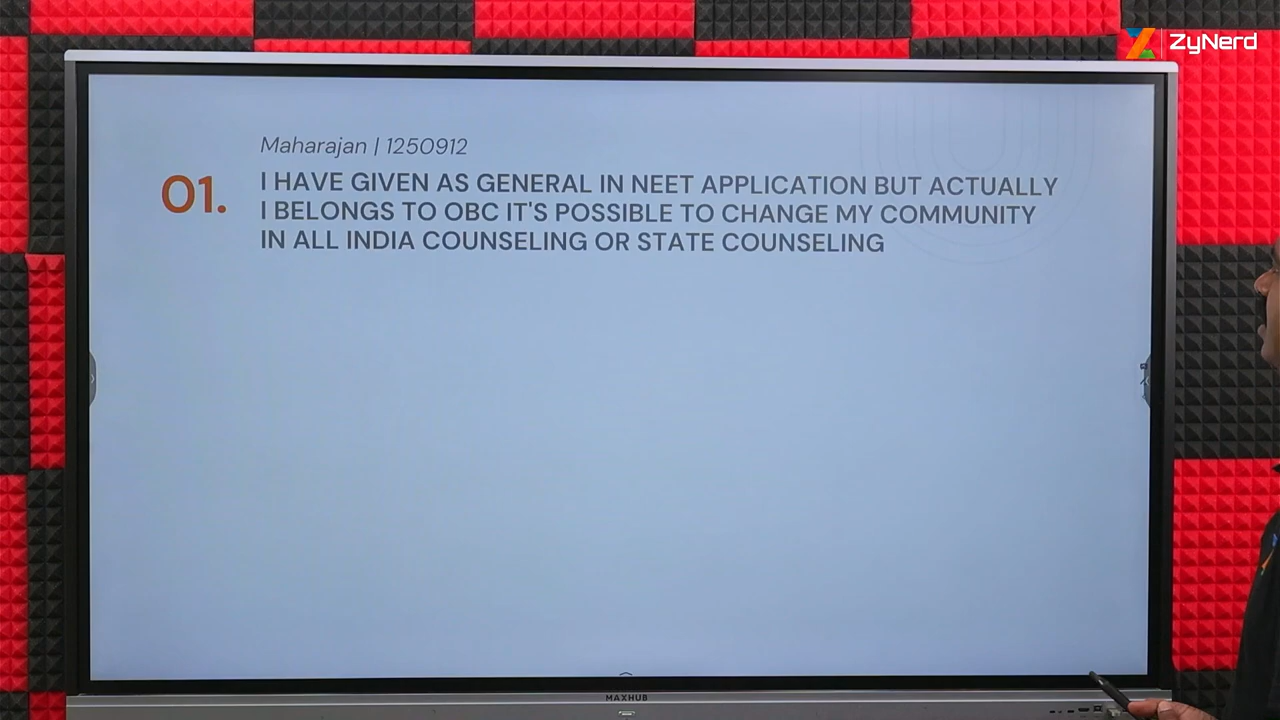 ZyNerd
Maharajan | 1250912
01.
I HAVE GIVEN AS GENERAL IN NEET APPLICATION BUT ACTUALLY
I BELONGS TO OBC IT'S POSSIBLE TO CHANGE MY COMMUNITY
IN ALL INDIA COUNSELING OR STATE COUNSELING
MAXHUB